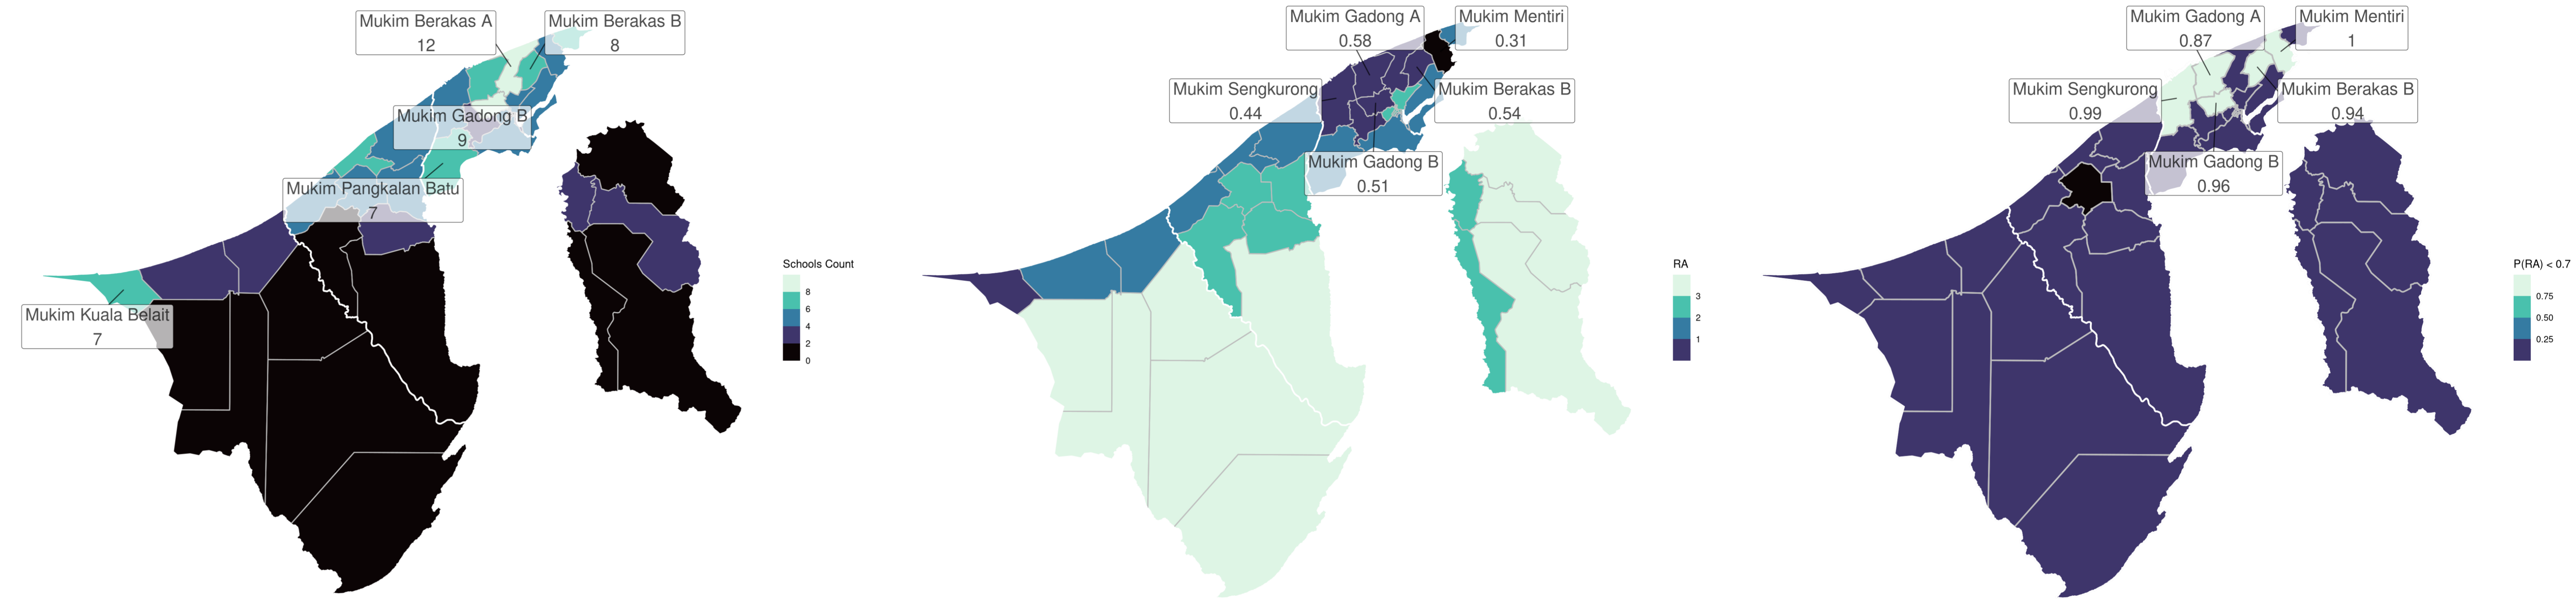 Mukim Berakas A
12
Mukim Berakas B
8
Mukim Gadong B
9
Mukim Pangkalan Batu
7
Mukim Kuala Belait
7
Schools Count
8
6
4
2
0
Mukim Gadong A
0.58
Mukim Mentiri
0.31
Mukim Sengkurong
0.44
Mukim Berakas B
0.54
Mukim Gadong B
0.51
RA
3
2
1
Mukim Gadong A
0.87
Mukim Mentiri
1
Mukim Sengkurong
0.99
Mukim Berakas B
0.94
Mukim Gadong B
0.96
P(RA) < 0.7
0.75
0.50
0.25